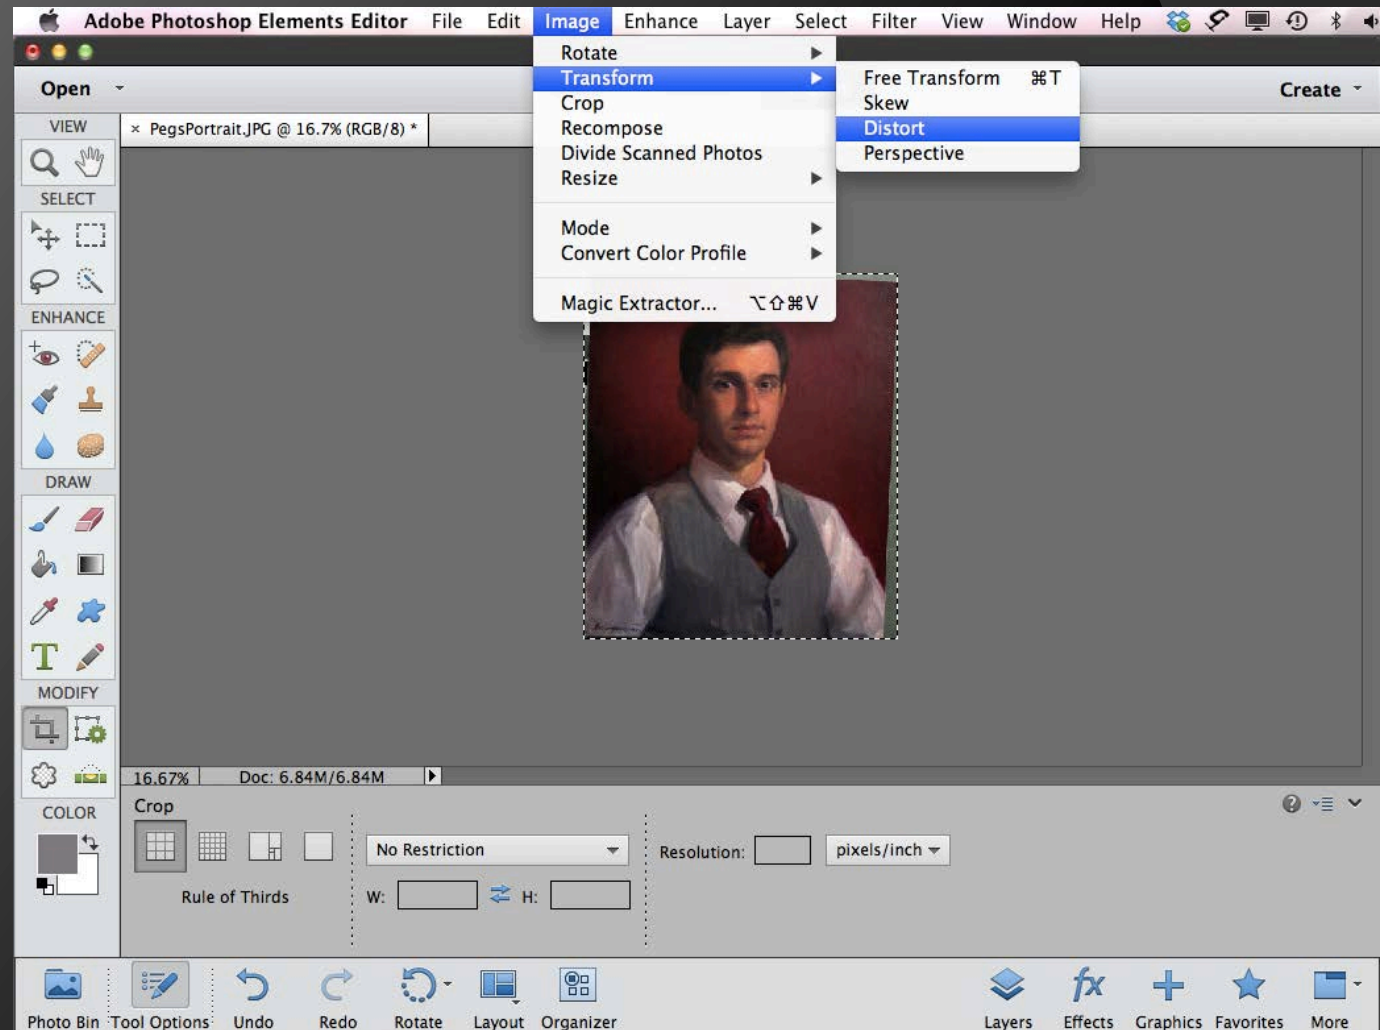 Adobe Photoshop Elements Editor File Edit Image Enhance Layer Select Filter View Window Help
Rotate
Transform
Crop
Recompose
Divide Scanned Photos
Resize
Mode
Convert Color Profile
Magic Extractor... ⌥⇧⌘V
Free Transform ⌘T
Skew
Distort
Perspective
Open
Create
× PegsPortrait.JPG @ 16.7% (RGB/8) *
VIEW
SELECT
ENHANCE
DRAW
T
MODIFY
COLOR
16.67% Doc: 6.84M/6.84M
Crop
No Restriction
Resolution:
pixels/inch
Rule of Thirds
W:
H:
fx
Photo Bin Tool Options Undo Redo Rotate Layout Organizer
Layers Effects Graphics Favorites More